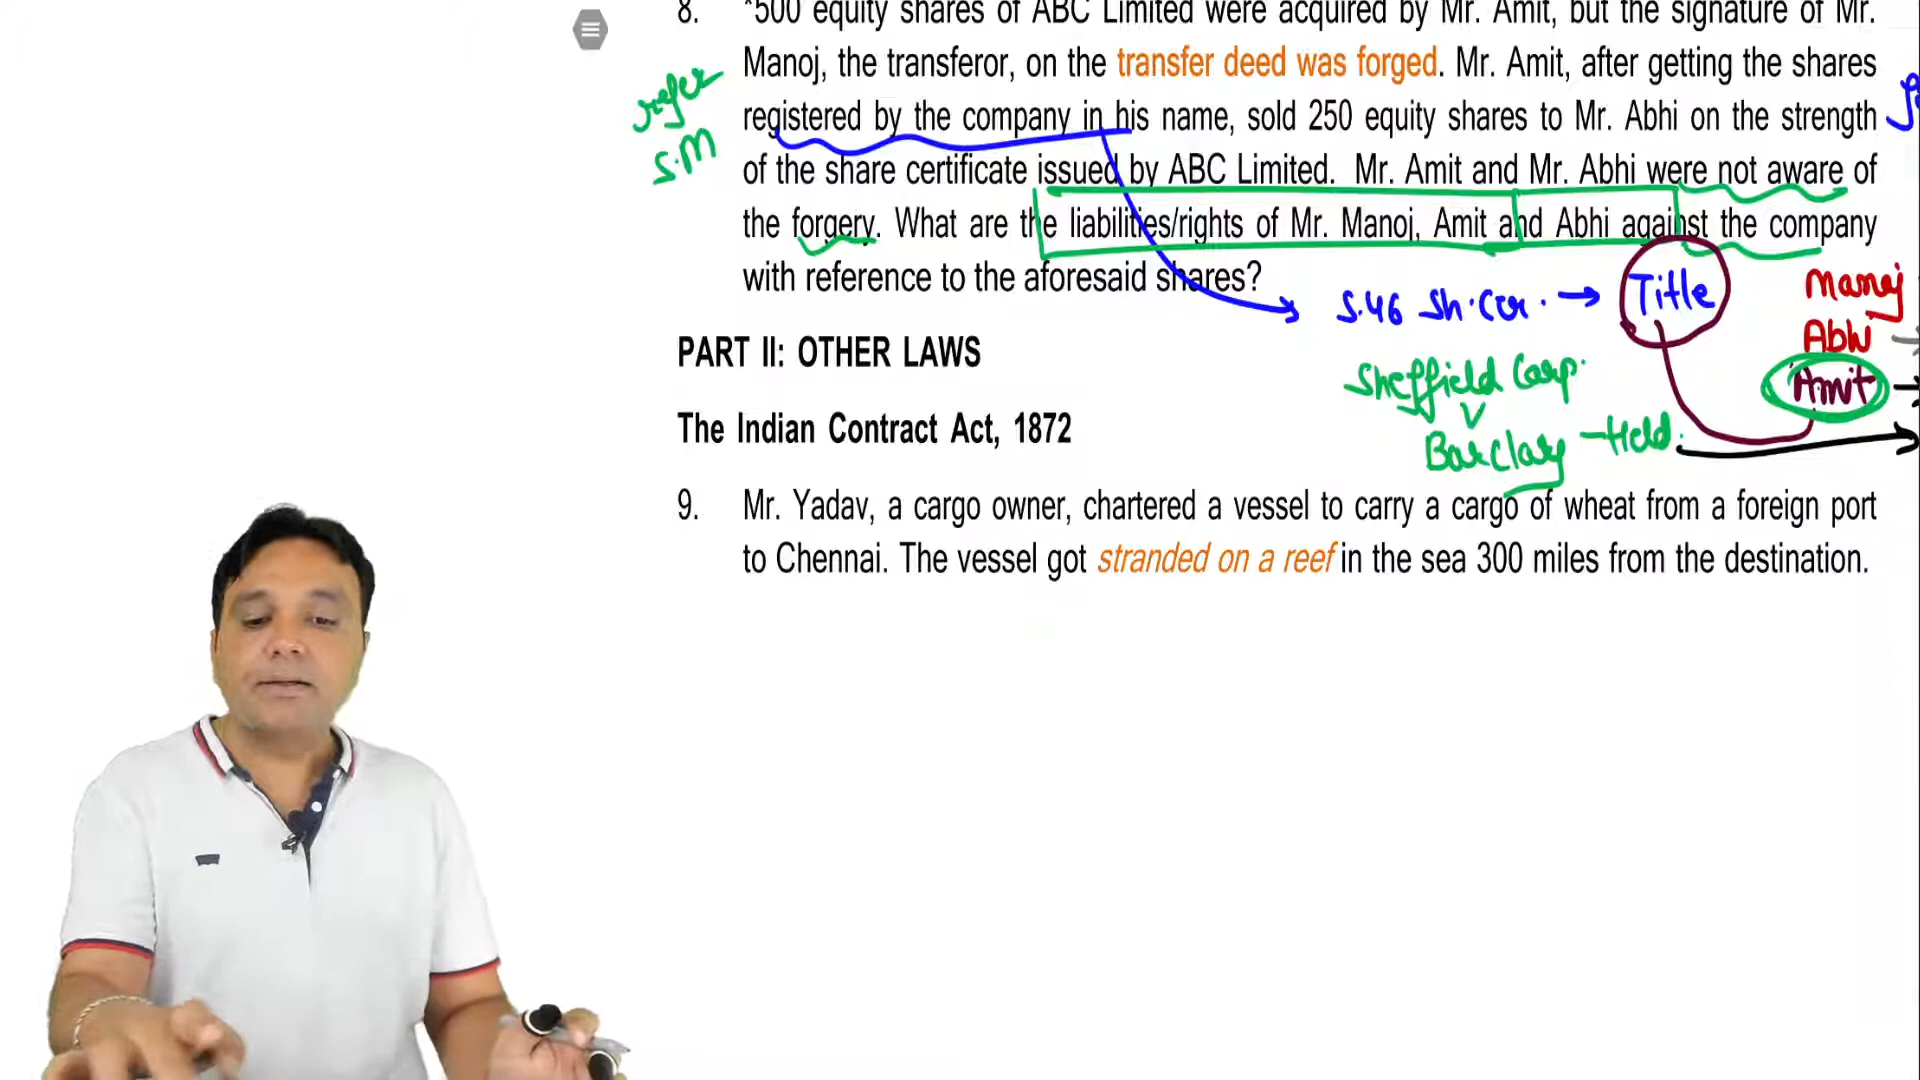 8. *500 equity shares of ABC Limited were acquired by Mr. Amit, but the signature of Mr.
Manoj, the transferor, on the transfer deed was forged. Mr. Amit, after getting the shares
registered by the company in his name, sold 250 equity shares to Mr. Abhi on the strength
of the share certificate issued by ABC Limited. Mr. Amit and Mr. Abhi were not aware of
the forgery. What are the liabilities/rights of Mr. Manoj, Amit and Abhi against the company
with reference to the aforesaid shares?
refer
S.M
S.46 Sh. Cer. → Title
Manoj
Abhi
Amit
Sheffield Corp.
V
Barclay - Held.
PART II: OTHER LAWS
The Indian Contract Act, 1872
9. Mr. Yadav, a cargo owner, chartered a vessel to carry a cargo of wheat from a foreign port
to Chennai. The vessel got stranded on a reef in the sea 300 miles from the destination.